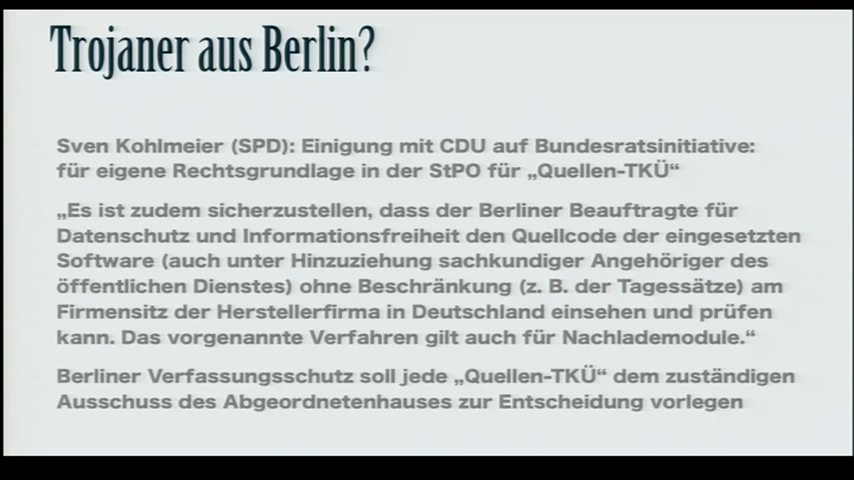 Trojaner aus Berlin?
Sven Kohlmeier (SPD): Einigung mit CDU auf Bundesratsinitiative:
für eigene Rechtsgrundlage in der StPO für „Quellen-TKÜ“
„Es ist zudem sicherzustellen, dass der Berliner Beauftragte für
Datenschutz und Informationsfreiheit den Quellcode der eingesetzten
Software (auch unter Hinzuziehung sachkundiger Angehöriger des
öffentlichen Dienstes) ohne Beschränkung (z. B. der Tagessätze) am
Firmensitz der Herstellerfirma in Deutschland einsehen und prüfen
kann. Das vorgenannte Verfahren gilt auch für Nachlademodule.“
Berliner Verfassungsschutz soll jede „Quellen-TKÜ“ dem zuständigen
Ausschuss des Abgeordnetenhauses zur Entscheidung vorlegen